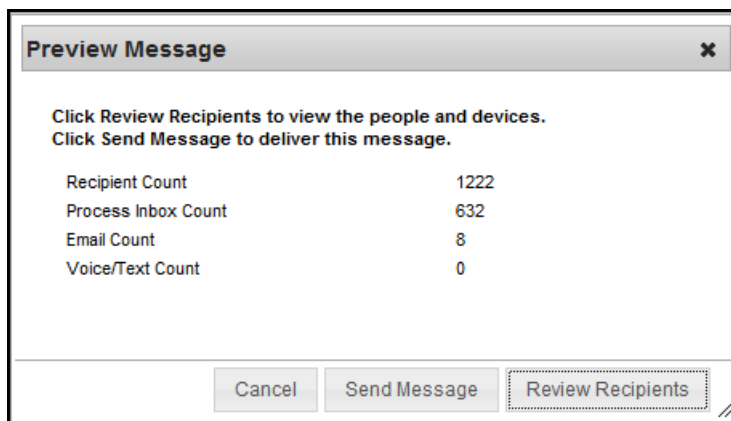 Preview Message
Click Review Recipients to view the people and devices.
Click Send Message to deliver this message.
Recipient Count 1222
Process Inbox Count 632
Email Count 8
Voice/Text Count 0
Cancel Send Message Review Recipients